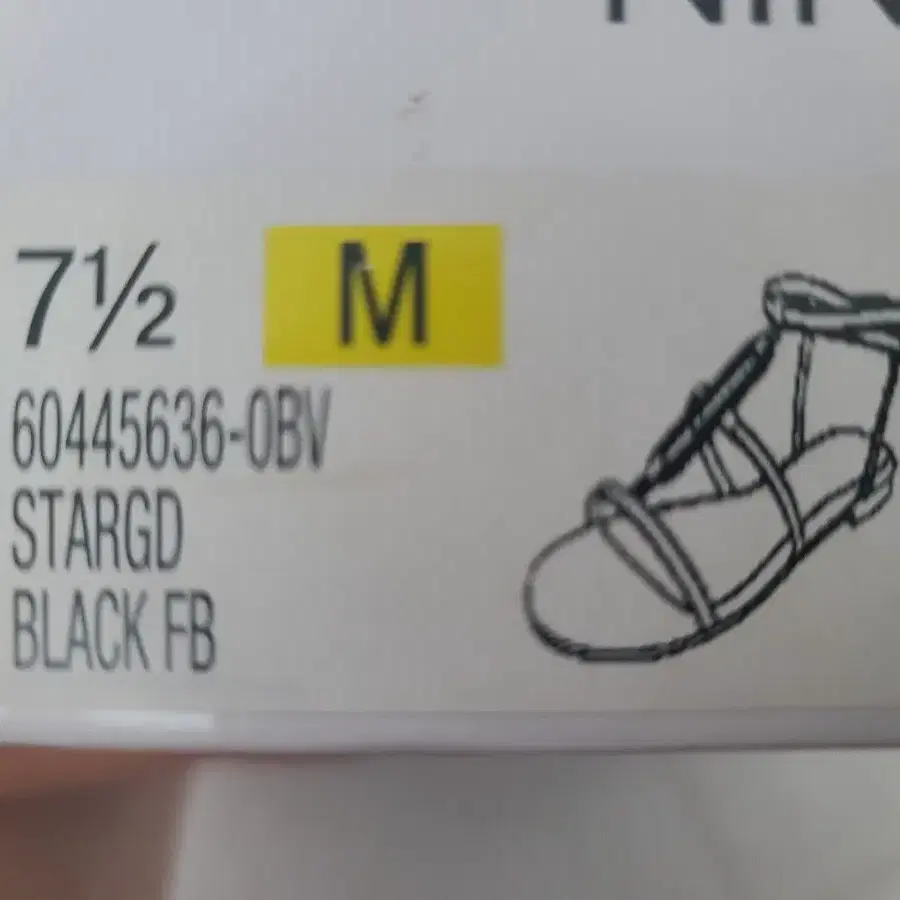 7½ M
60445636-0BV
STARGD
BLACK FB